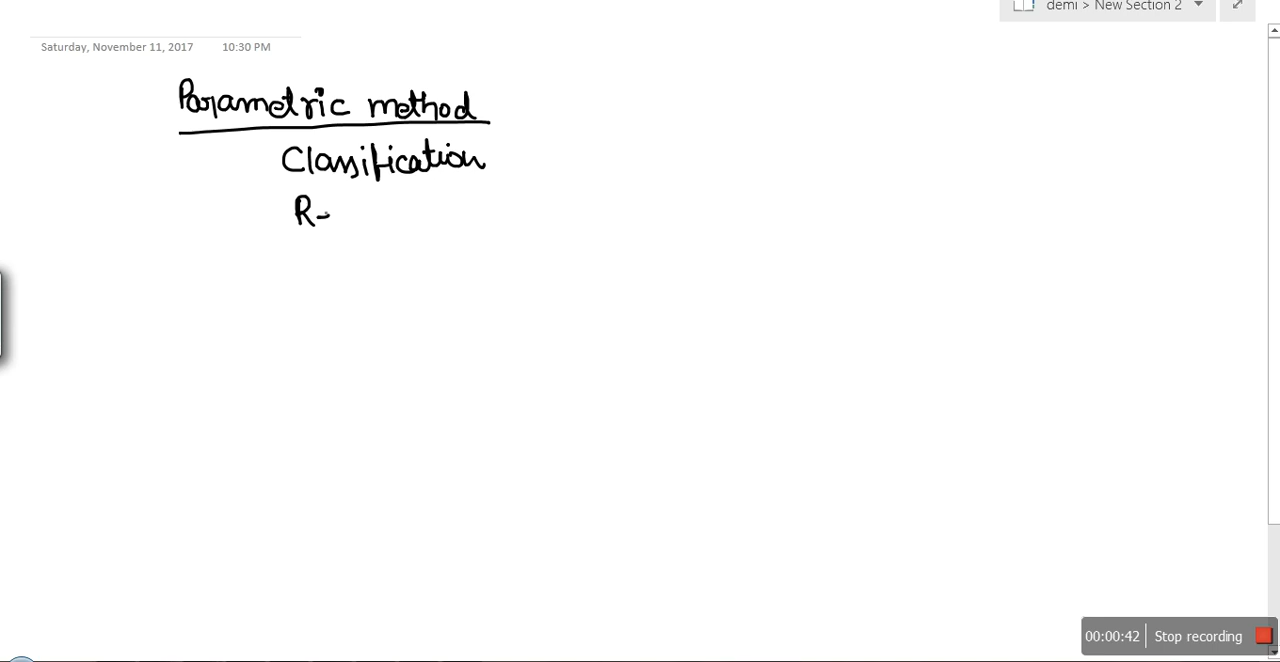 demi > New Section 2
Saturday, November 11, 2017 10:30 PM
Parametric method
Classification
R-
00:00:42 Stop recording